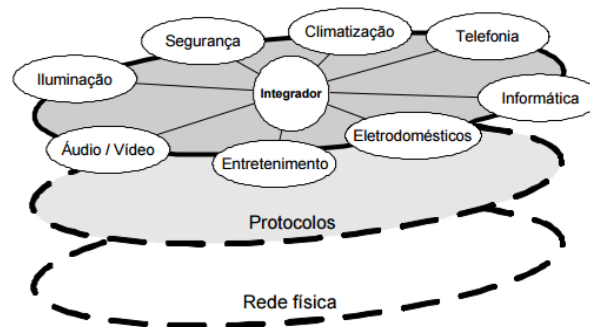 Climatização
Segurança
Telefonia
Iluminação
Integrador
Informática
Eletrodomésticos
Áudio / Vídeo
Entretenimento
Protocolos
Rede física